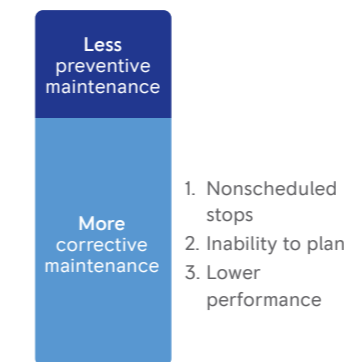 Less
preventive
maintenance
More
corrective
maintenance
1. Nonscheduled
stops
2. Inability to plan
3. Lower
performance